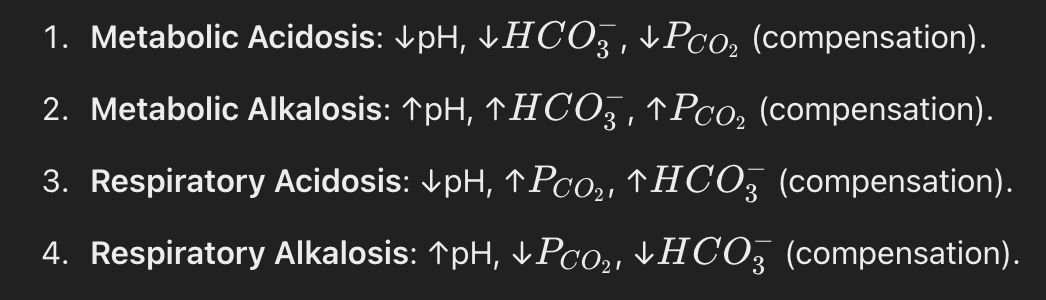 1. Metabolic Acidosis: ↓pH, ↓HCO₃⁻, ↓P_CO₂ (compensation).
2. Metabolic Alkalosis: ↑pH, ↑HCO₃⁻, ↑P_CO₂ (compensation).
3. Respiratory Acidosis: ↓pH, ↑P_CO₂, ↑HCO₃⁻ (compensation).
4. Respiratory Alkalosis: ↑pH, ↓P_CO₂, ↓HCO₃⁻ (compensation).